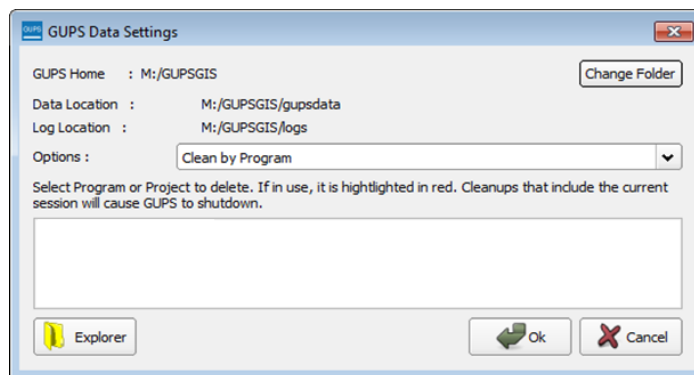 GUPS GUPS Data Settings
GUPS Home : M:/GUPSGIS Change Folder
Data Location : M:/GUPSGIS/gupsdata
Log Location : M:/GUPSGIS/logs
Options : Clean by Program
Select Program or Project to delete. If in use, it is hightlighted in red. Cleanups that include the current
session will cause GUPS to shutdown.
Explorer Ok Cancel